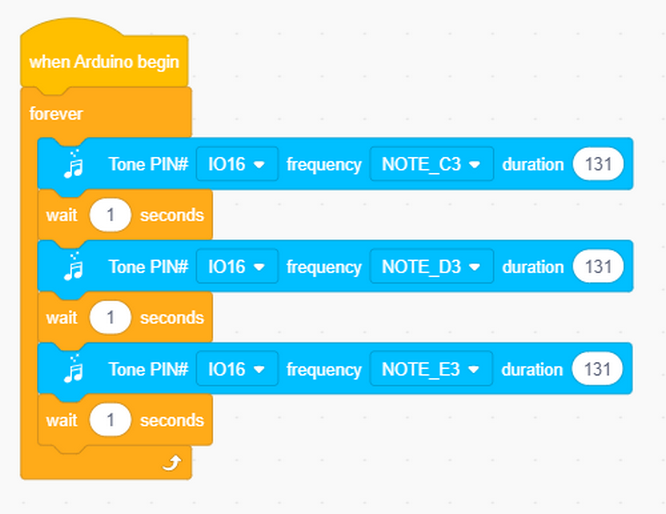 when Arduino begin
forever
Tone PIN# IO16 frequency NOTE_C3 duration 131
wait 1 seconds
Tone PIN# IO16 frequency NOTE_D3 duration 131
wait 1 seconds
Tone PIN# IO16 frequency NOTE_E3 duration 131
wait 1 seconds